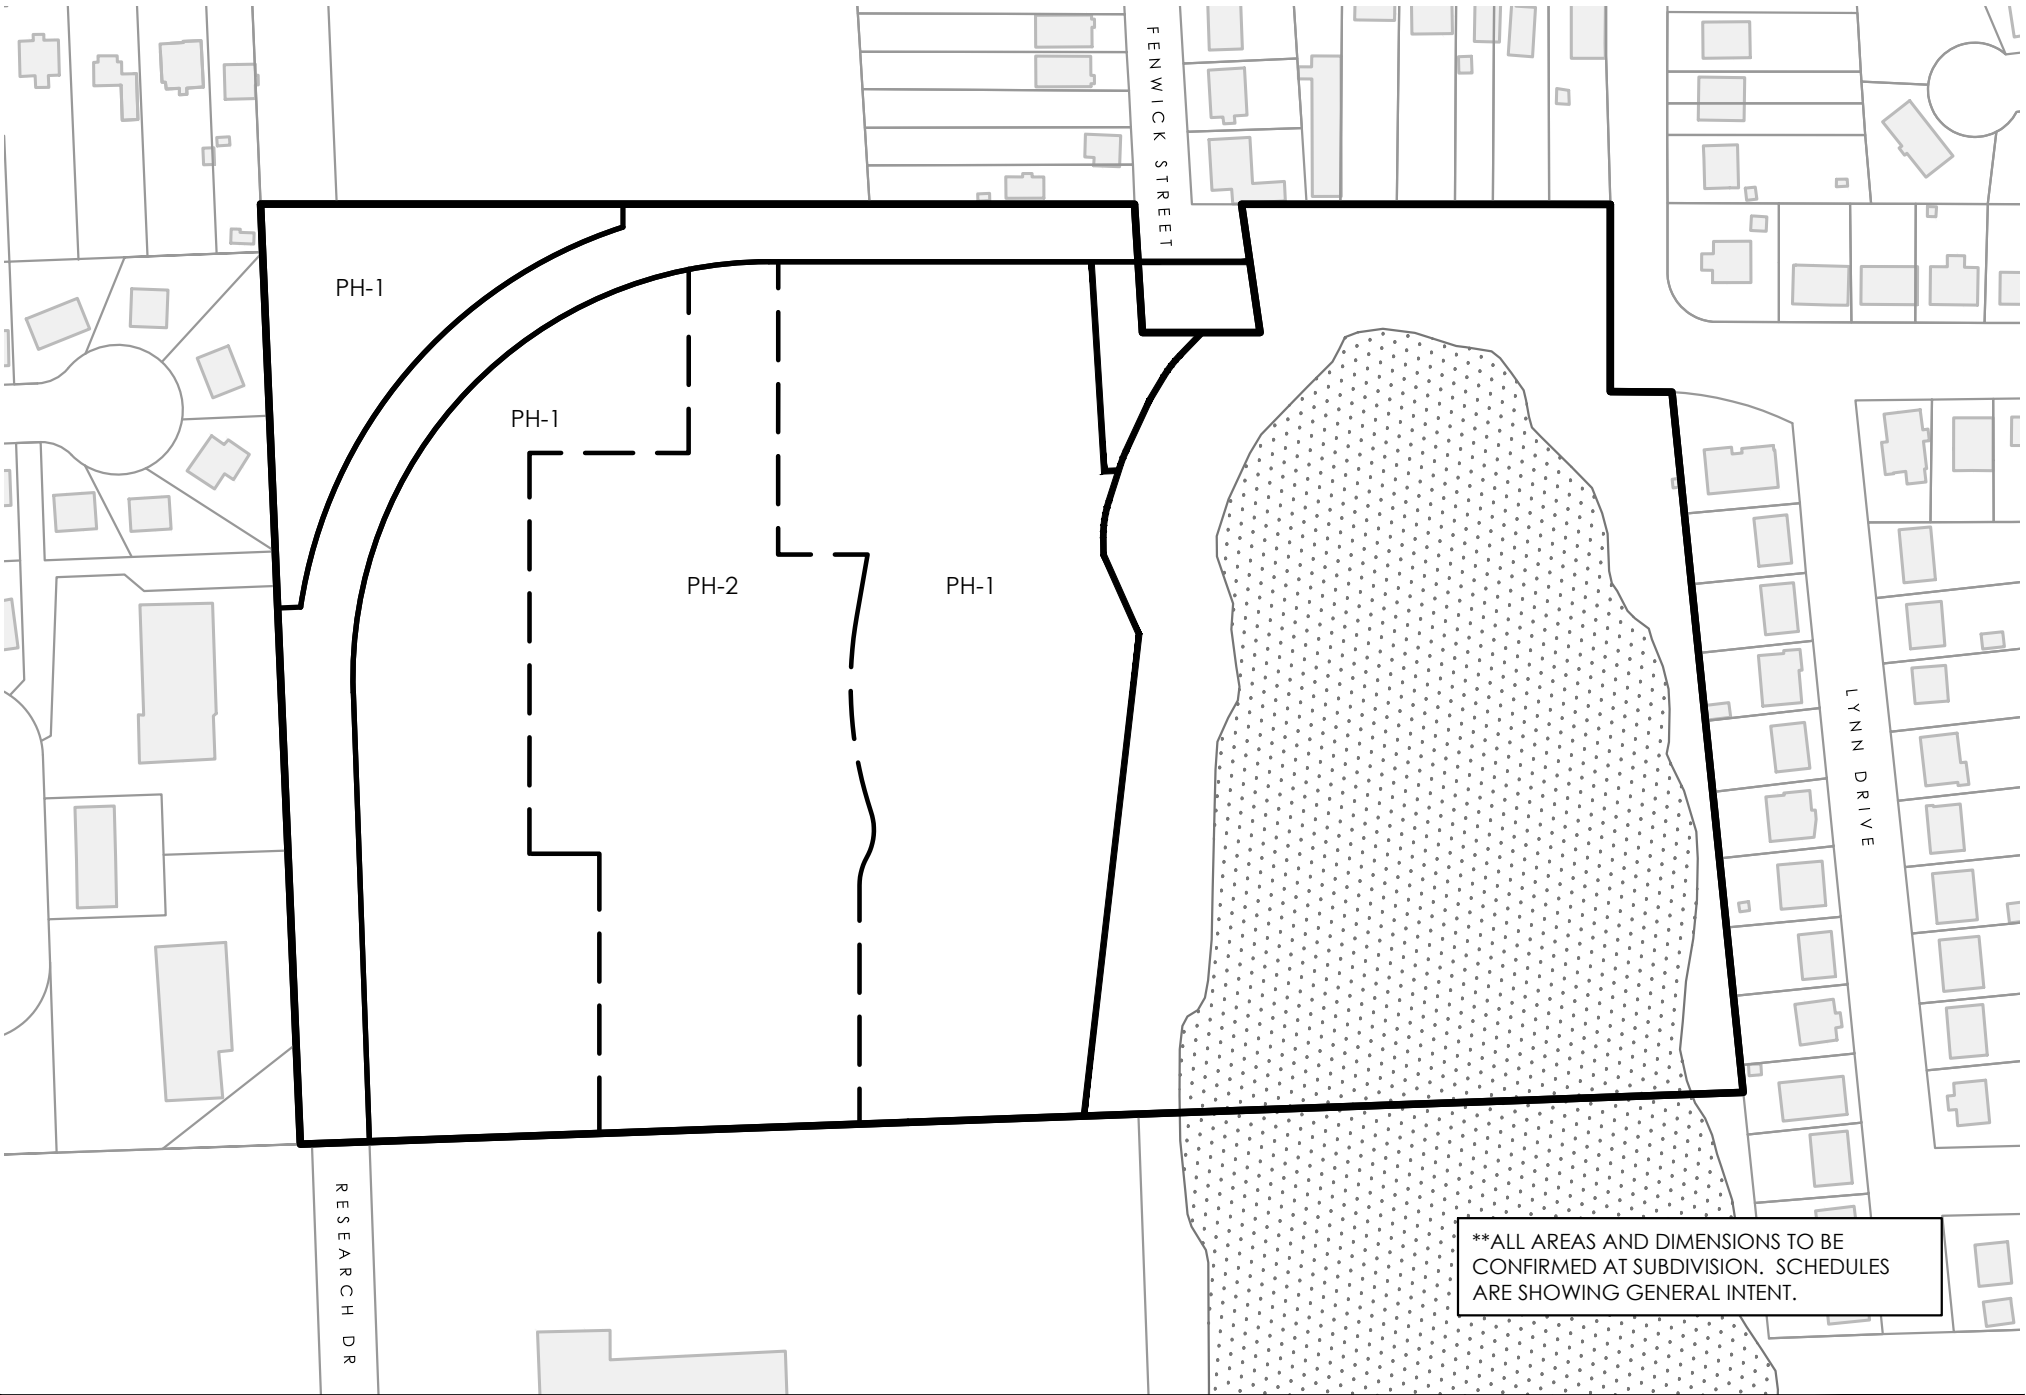 FENWICK STREET
PH-1
PH-1
PH-2
PH-1
LYNN DRIVE
RESEARCH DR
**ALL AREAS AND DIMENSIONS TO BE
CONFIRMED AT SUBDIVISION.  SCHEDULES
ARE SHOWING GENERAL INTENT.